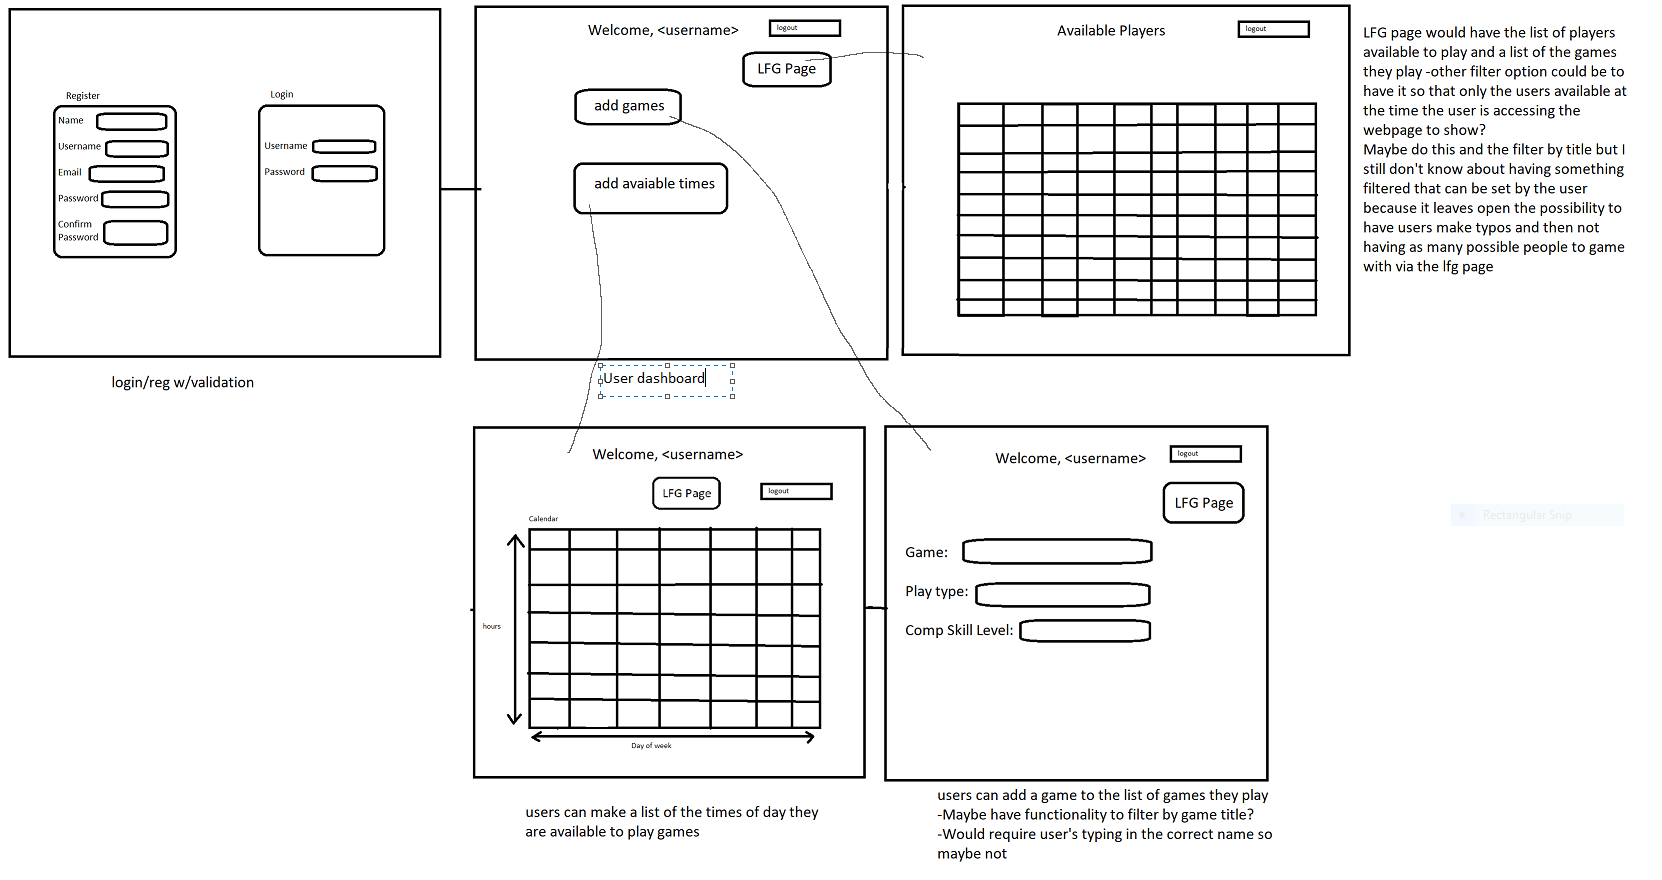 Register
Name
Username
Email
Password
Confirm
Password
Login
Username
Password
login/reg w/validation
Welcome, <username>
logout
LFG Page
add games
add avaiable times
User dashboard
Available Players
logout
LFG page would have the list of players
available to play and a list of the games
they play -other filter option could be to
have it so that only the users available at
the time the user is accessing the
webpage to show?
Maybe do this and the filter by title but I
still don't know about having something
filtered that can be set by the user
because it leaves open the possibility to
have users make typos and then not
having as many possible people to game
with via the lfg page
Welcome, <username>
LFG Page
logout
Calendar
hours
Day of week
users can make a list of the times of day they
are available to play games
Welcome, <username>
logout
LFG Page
Game:
Play type:
Comp Skill Level:
users can add a game to the list of games they play
-Maybe have functionality to filter by game title?
-Would require user's typing in the correct name so
maybe not
Rectangular Snip